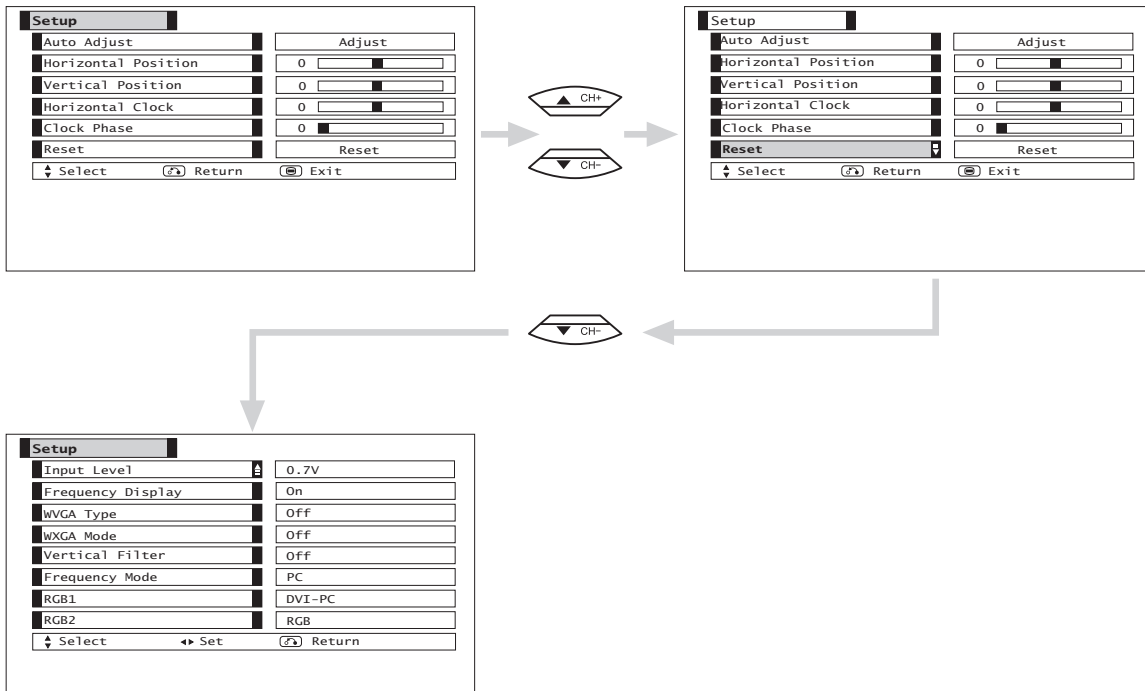 Setup
Auto Adjust Adjust
Horizontal Position 0
Vertical Position 0
Horizontal Clock 0
Clock Phase 0
Reset Reset
Select Return Exit
CH+
CH-
Setup
Auto Adjust Adjust
Horizontal Position 0
Vertical Position 0
Horizontal Clock 0
Clock Phase 0
Reset Reset
Select Return Exit
CH-
Setup
Input Level 0.7V
Frequency Display On
WVGA Type Off
WXGA Mode Off
Vertical Filter Off
Frequency Mode PC
RGB1 DVI-PC
RGB2 RGB
Select Set Return